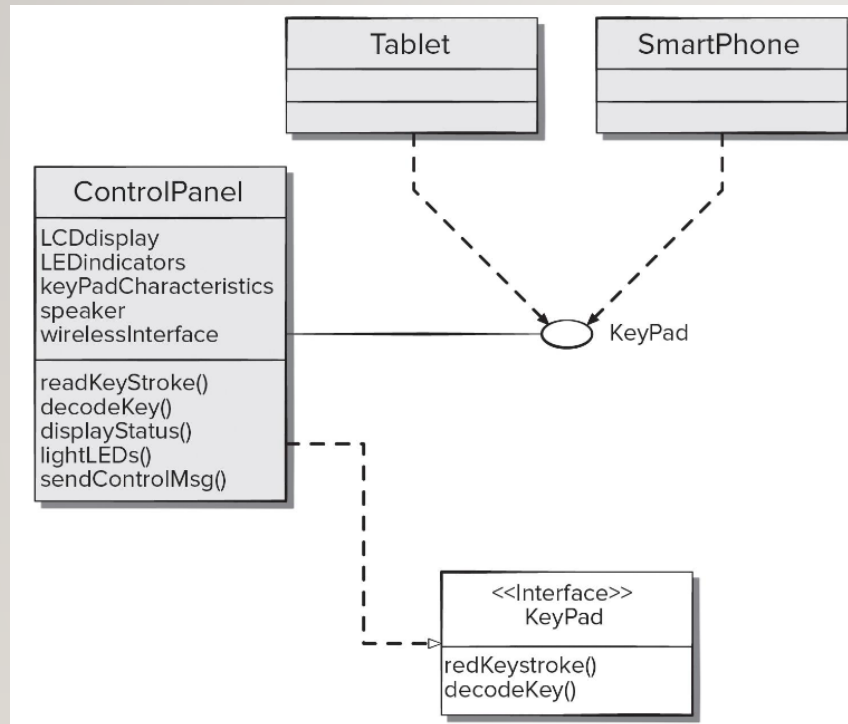 Tablet
SmartPhone
ControlPanel
LCDdisplay
LEDindicators
keyPadCharacteristics
speaker
wirelessInterface
readKeyStroke()
decodeKey()
displayStatus()
lightLEDs()
sendControlMsg()
KeyPad
<<Interface>>
KeyPad
redKeystroke()
decodeKey()